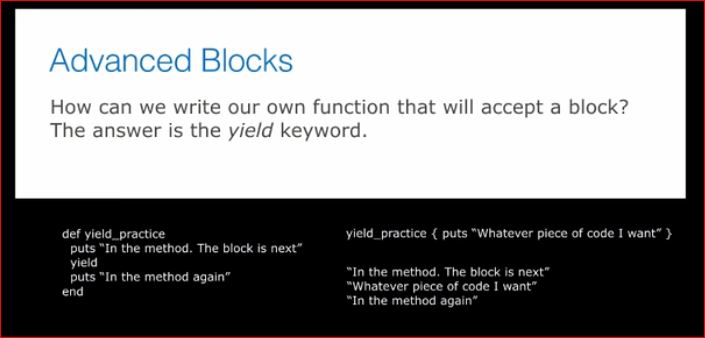 Advanced Blocks
How can we write our own function that will accept a block?
The answer is the yield keyword.
def yield_practice
puts “In the method. The block is next”
yield
puts “In the method again”
end
yield_practice { puts “Whatever piece of code I want” }
“In the method. The block is next”
“Whatever piece of code I want”
“In the method again”